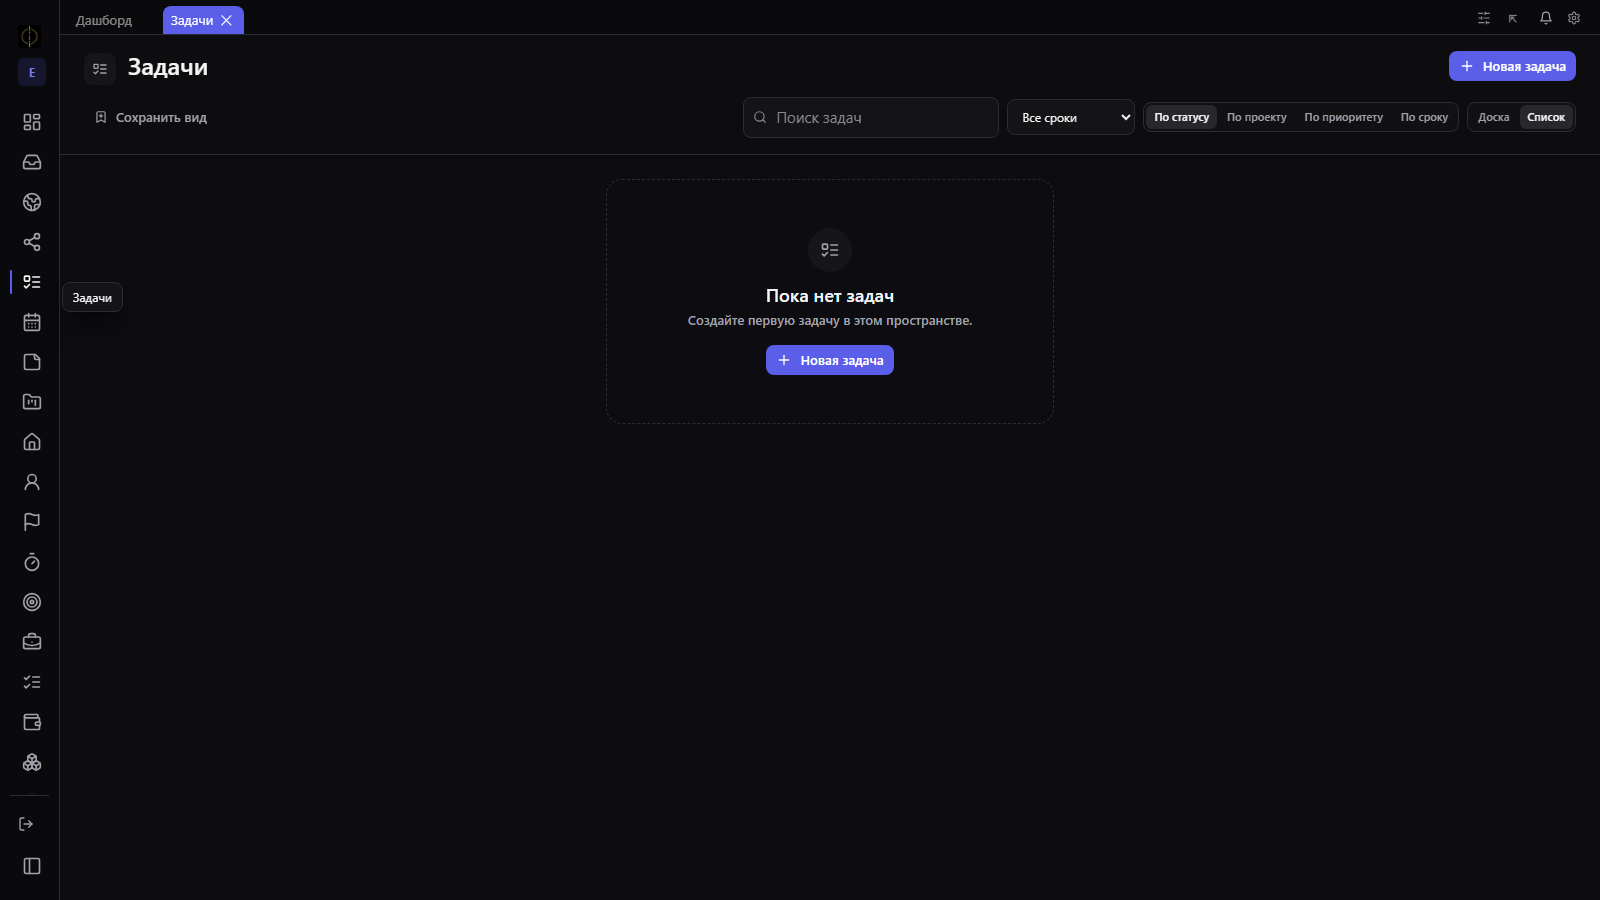 Дашборд
Задачи
E
Задачи
Новая задача
Сохранить вид
Поиск задач
Все сроки
По статусу
По проекту
По приоритету
По сроку
Доска
Список
Задачи
Пока нет задач
Создайте первую задачу в этом пространстве.
Новая задача